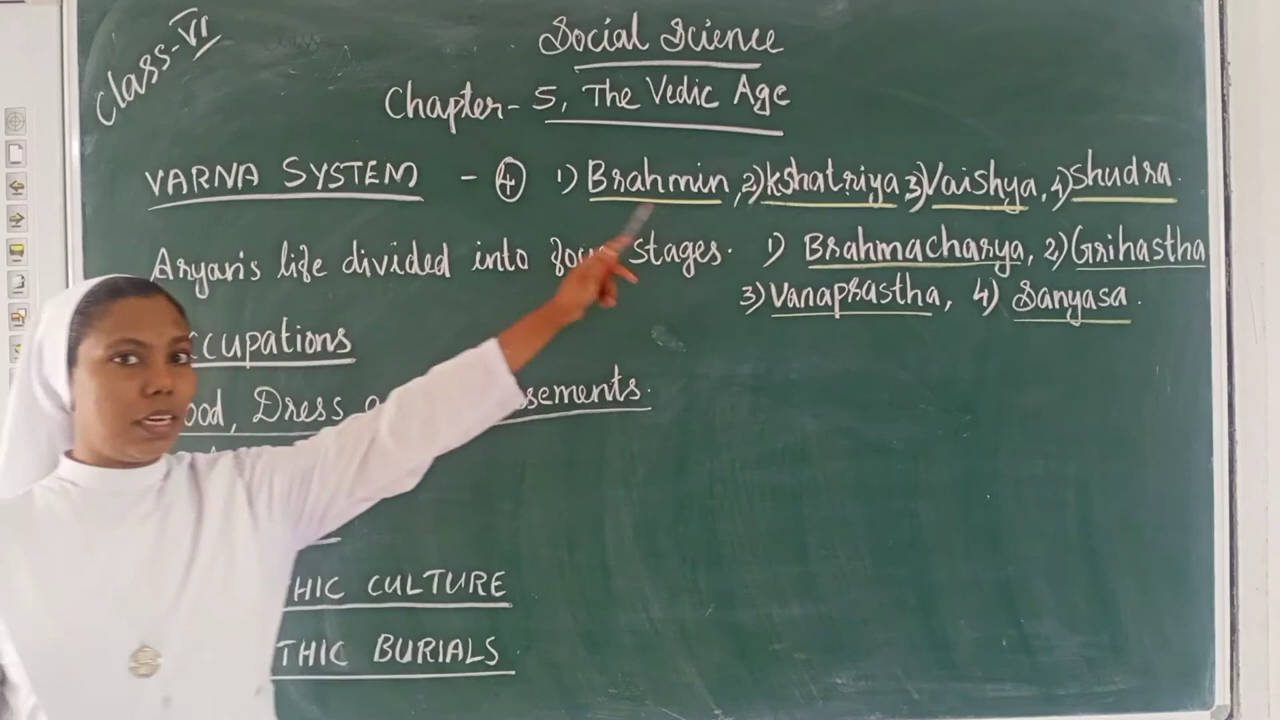 Class-VI
Social Science
Chapter- 5, The Vedic Age
VARNA SYSTEM - 4 1) Brahmin, 2) Kshatriya 3) Vaishya, 4) Shudra.
Aryan's life divided into stages. 1) Brahmacharya, 2) Grihastha
3) Vanaprastha, 4) Sanyasa.
ccupations
ood, Dress sements.
HIC CULTURE
THIC BURIALS